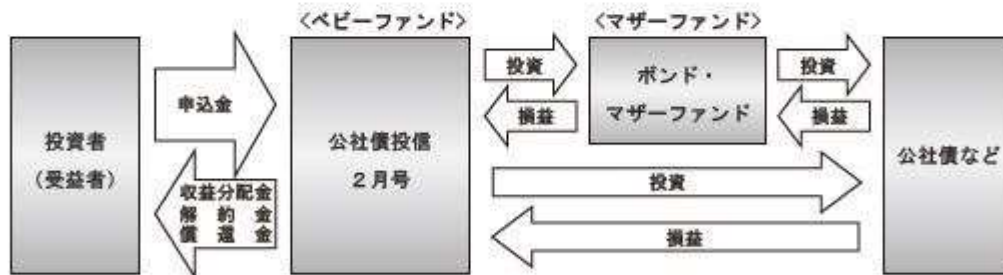 〈ベビーファンド〉
〈マザーファンド〉
投資者
(受益者)
申込金
収益分配金
解約金
償還金
公社債投信
2月号
投資
損益
ボンド・
マザーファンド
投資
損益
投資
損益
公社債など